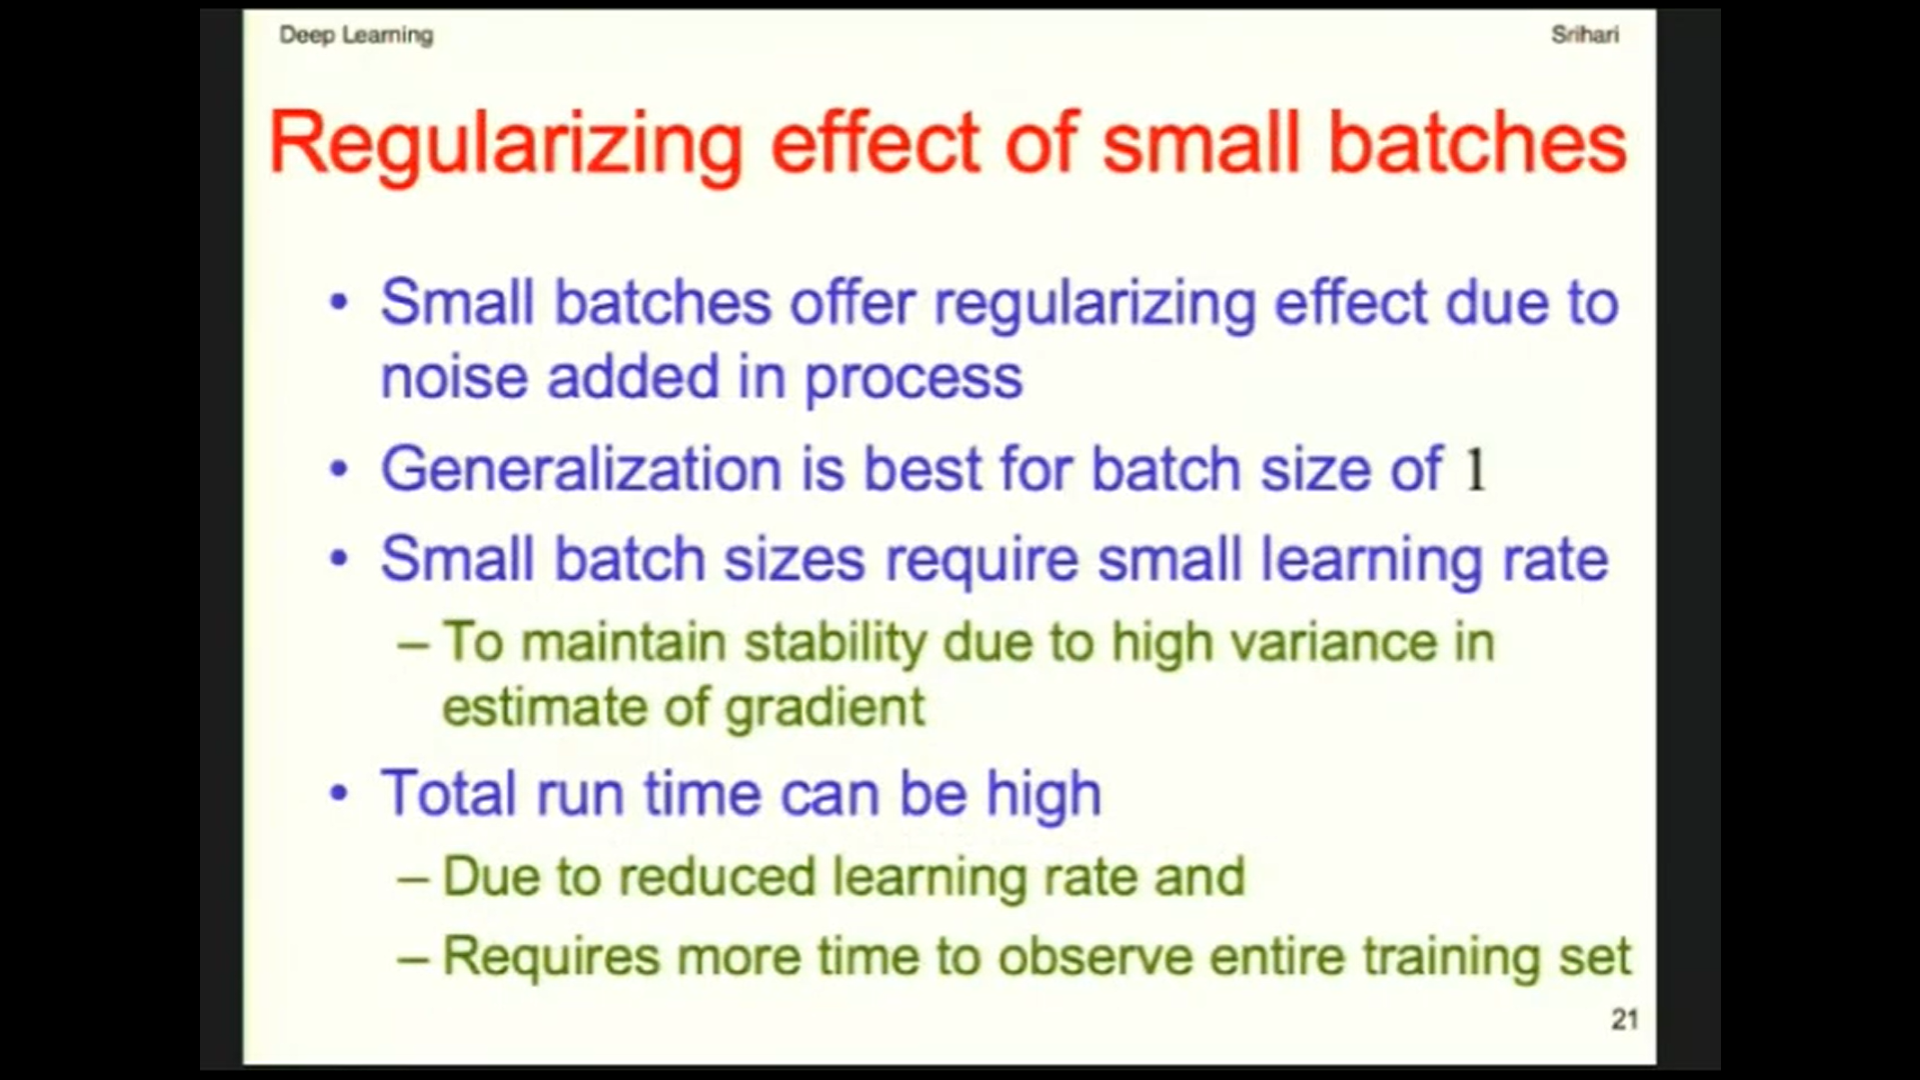 Deep Learning
Srihari
Regularizing effect of small batches
• Small batches offer regularizing effect due to
noise added in process
• Generalization is best for batch size of 1
• Small batch sizes require small learning rate
– To maintain stability due to high variance in
estimate of gradient
• Total run time can be high
– Due to reduced learning rate and
– Requires more time to observe entire training set
21